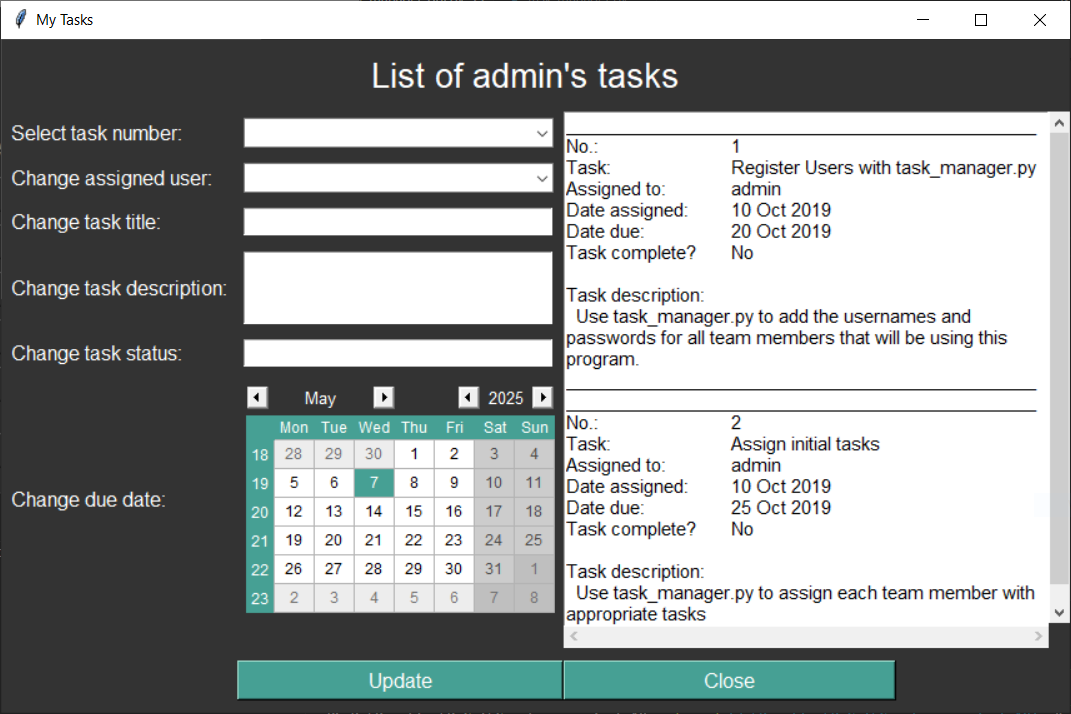 My Tasks
List of admin's tasks
Select task number:
Change assigned user:
Change task title:
Change task description:
Change task status:
Change due date:
May 2025
Mon Tue Wed Thu Fri Sat Sun
18 28 29 30 1 2 3 4
19 5 6 7 8 9 10 11
20 12 13 14 15 16 17 18
21 19 20 21 22 23 24 25
22 26 27 28 29 30 31 1
23 2 3 4 5 6 7 8
No.: 1
Task: Register Users with task_manager.py
Assigned to: admin
Date assigned: 10 Oct 2019
Date due: 20 Oct 2019
Task complete? No
Task description:
Use task_manager.py to add the usernames and
passwords for all team members that will be using this
program.
No.: 2
Task: Assign initial tasks
Assigned to: admin
Date assigned: 10 Oct 2019
Date due: 25 Oct 2019
Task complete? No
Task description:
Use task_manager.py to assign each team member with
appropriate tasks
Update
Close